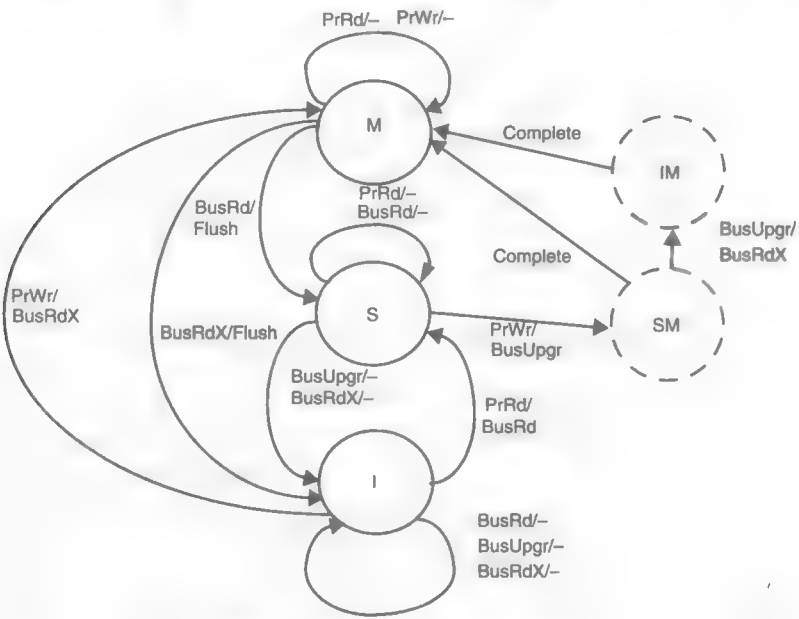 PrRd/– PrWr/–
M
Complete
IM
PrRd/–
BusRd/–
BusRd/
Flush
BusUpgr/
BusRdX
Complete
PrWr/
BusRdX
S
SM
BusRdX/Flush
PrWr/
BusUpgr
BusUpgr/–
BusRdX/–
PrRd/
BusRd
I
BusRd/–
BusUpgr/–
BusRdX/–